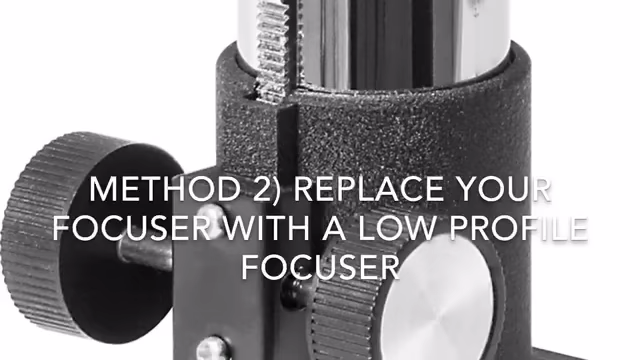 METHOD 2) REPLACE YOUR
FOCUSER WITH A LOW PROFILE
FOCUSER